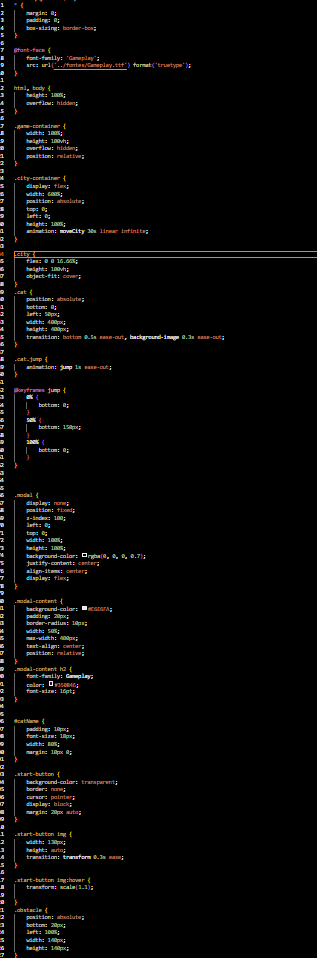 * {
margin: 0;
padding: 0;
box-sizing: border-box;
}
@font-face {
font-family: 'Gameplay';
src: url('../fontes/Gameplay.ttf') format('truetype');
}
html, body {
height: 100%;
overflow: hidden;
}
.game-container {
width: 100%;
height: 100vh;
overflow: hidden;
position: relative;
}
.city-container {
display: flex;
width: 600%;
position: absolute;
top: 0;
left: 0;
height: 100%;
animation: moveCity 30s linear infinite;
}
.city {
flex: 0 0 16.66%;
height: 100vh;
object-fit: cover;
}
.cat {
position: absolute;
bottom: 0;
left: 50px;
width: 400px;
height: 400px;
transition: bottom 0.5s ease-out, background-image 0.3s ease-out;
}
.cat.jump {
animation: jump 1s ease-out;
}
@keyframes jump {
0% {
bottom: 0;
}
50% {
bottom: 150px;
}
100% {
bottom: 0;
}
}
.modal {
display: none;
position: fixed;
z-index: 100;
left: 0;
top: 0;
width: 100%;
height: 100%;
background-color: rgba(0, 0, 0, 0.7);
justify-content: center;
align-items: center;
display: flex;
}
.modal-content {
background-color:
padding: 20px;
border-radius: 10px;
width: 50%;
max-width: 400px;
text-align: center;
position: relative;
}
.modal-content h2 {
font-family: Gameplay;
color: #350846;
font-size: 16pt;
}
#catName {
padding: 10px;
font-size: 18px;
width: 80%;
margin: 10px 0;
}
.start-button {
background-color: transparent;
border: none;
cursor: pointer;
display: block;
margin: 20px auto;
}
.start-button img {
width: 130px;
height: auto;
transition: transform 0.3s ease;
}
.start-button img:hover {
transform: scale(1.1);
}
.obstacle {
position: absolute;
bottom: 20px;
left: 100%;
width: 140px;
height: 140px;
}